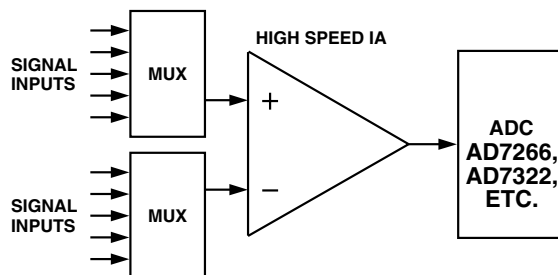 HIGH SPEED IA
SIGNAL
INPUTS
MUX
+
ADC
AD7266,
AD7322,
ETC.
SIGNAL
INPUTS
MUX
−